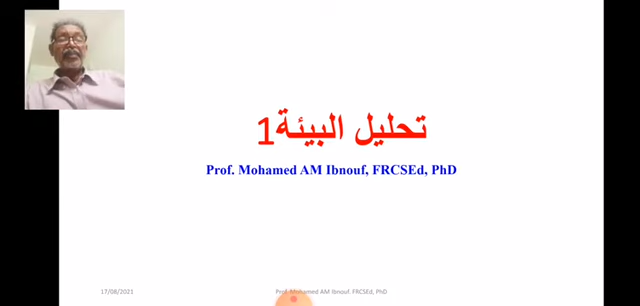 تحليل البيئة1
Prof. Mohamed AM Ibnouf, FRCSEd, PhD
17/08/2021
Prof. Mohamed AM Ibnouf. FRCSEd, PhD